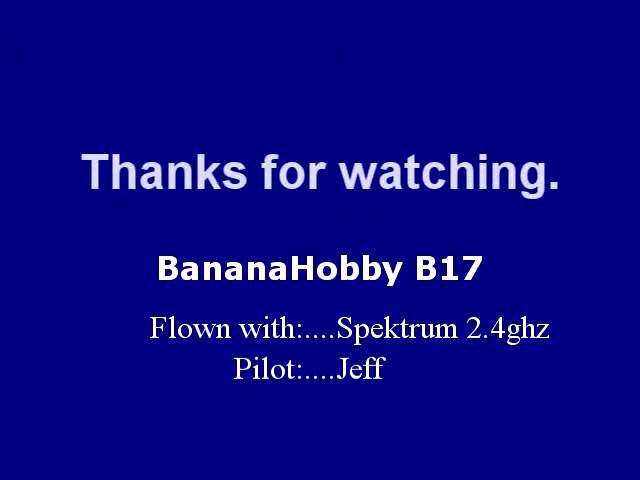 Thanks for watching.
BananaHobby B17
Flown with:....Spektrum 2.4ghz
Pilot:....Jeff